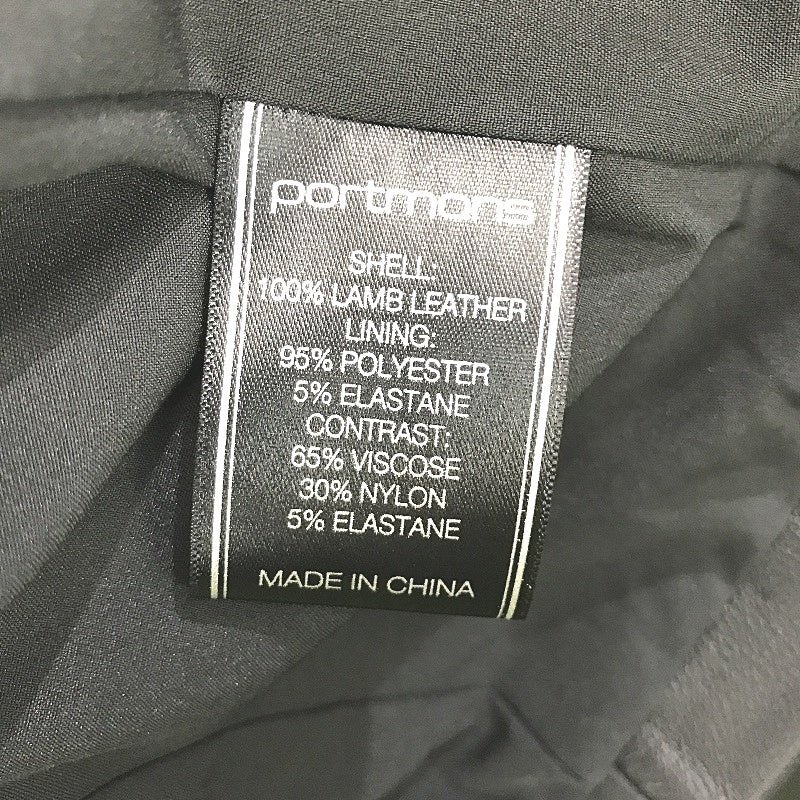 portmans
SHELL:
100% LAMB LEATHER
LINING:
95% POLYESTER
5% ELASTANE
CONTRAST:
65% VISCOSE
30% NYLON
5% ELASTANE
MADE IN CHINA